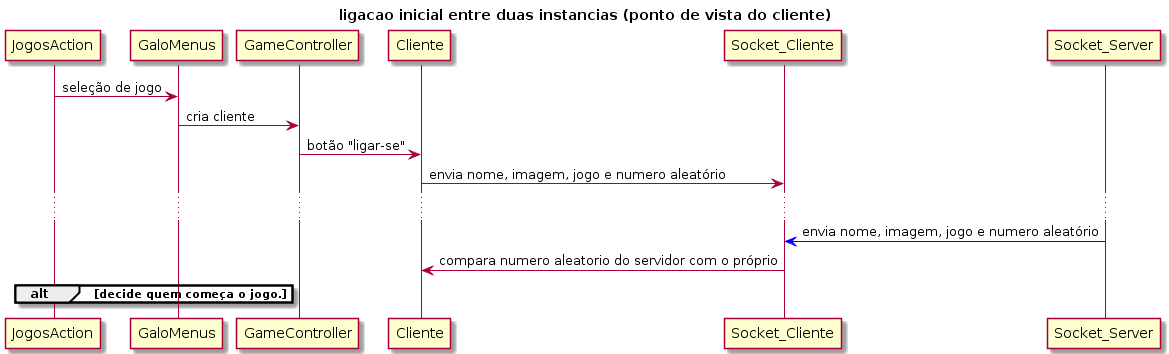 ligacao inicial entre duas instancias (ponto de vista do cliente)
JogosAction GaloMenus GameController Cliente Socket_Cliente Socket_Server
seleção de jogo
cria cliente
botão "ligar-se"
envia nome, imagem, jogo e numero aleatório
envia nome, imagem, jogo e numero aleatório
compara numero aleatorio do servidor com o próprio
alt [decide quem começa o jogo.]
JogosAction GaloMenus GameController Cliente Socket_Cliente Socket_Server